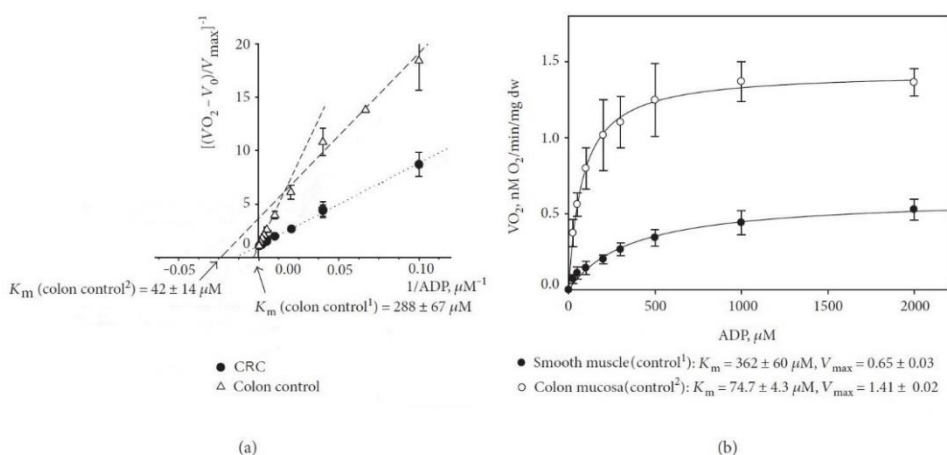 [(VO2 – V0)/Vmax]-1
20
15
10
5
0
-0.05
0.00
0.05
0.10
1/ADP, μM-1
Km (colon control2) = 42 ± 14 μM
Km (colon control1) = 288 ± 67 μM
● CRC
△ Colon control
(a)
VO2, nM O2/min/mg dw
1.5
1.0
0.5
0.0
0
500
1000
1500
2000
ADP, μM
● Smooth muscle(control1): Km = 362 ± 60 μM, Vmax = 0.65 ± 0.03
○ Colon mucosa(control2): Km = 74.7 ± 4.3 μM, Vmax = 1.41 ± 0.02
(b)